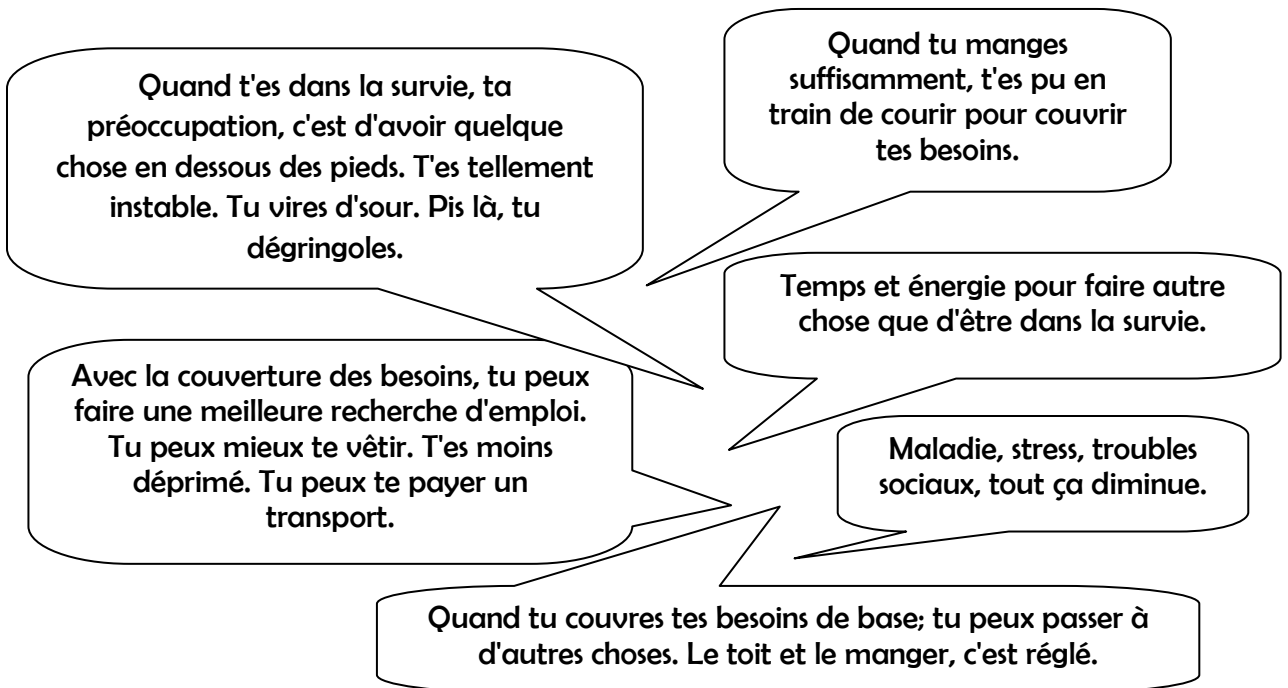 Quand t'es dans la survie, ta
préoccupation, c'est d'avoir quelque
chose en dessous des pieds. T'es tellement
instable. Tu vires d'sour. Pis là, tu
dégringoles.
Quand tu manges
suffisamment, t'es pu en
train de courir pour couvrir
tes besoins.
Temps et énergie pour faire autre
chose que d'être dans la survie.
Avec la couverture des besoins, tu peux
faire une meilleure recherche d'emploi.
Tu peux mieux te vêtir. T'es moins
déprimé. Tu peux te payer un
transport.
Maladie, stress, troubles
sociaux, tout ça diminue.
Quand tu couvres tes besoins de base; tu peux passer à
d'autres choses. Le toit et le manger, c'est réglé.